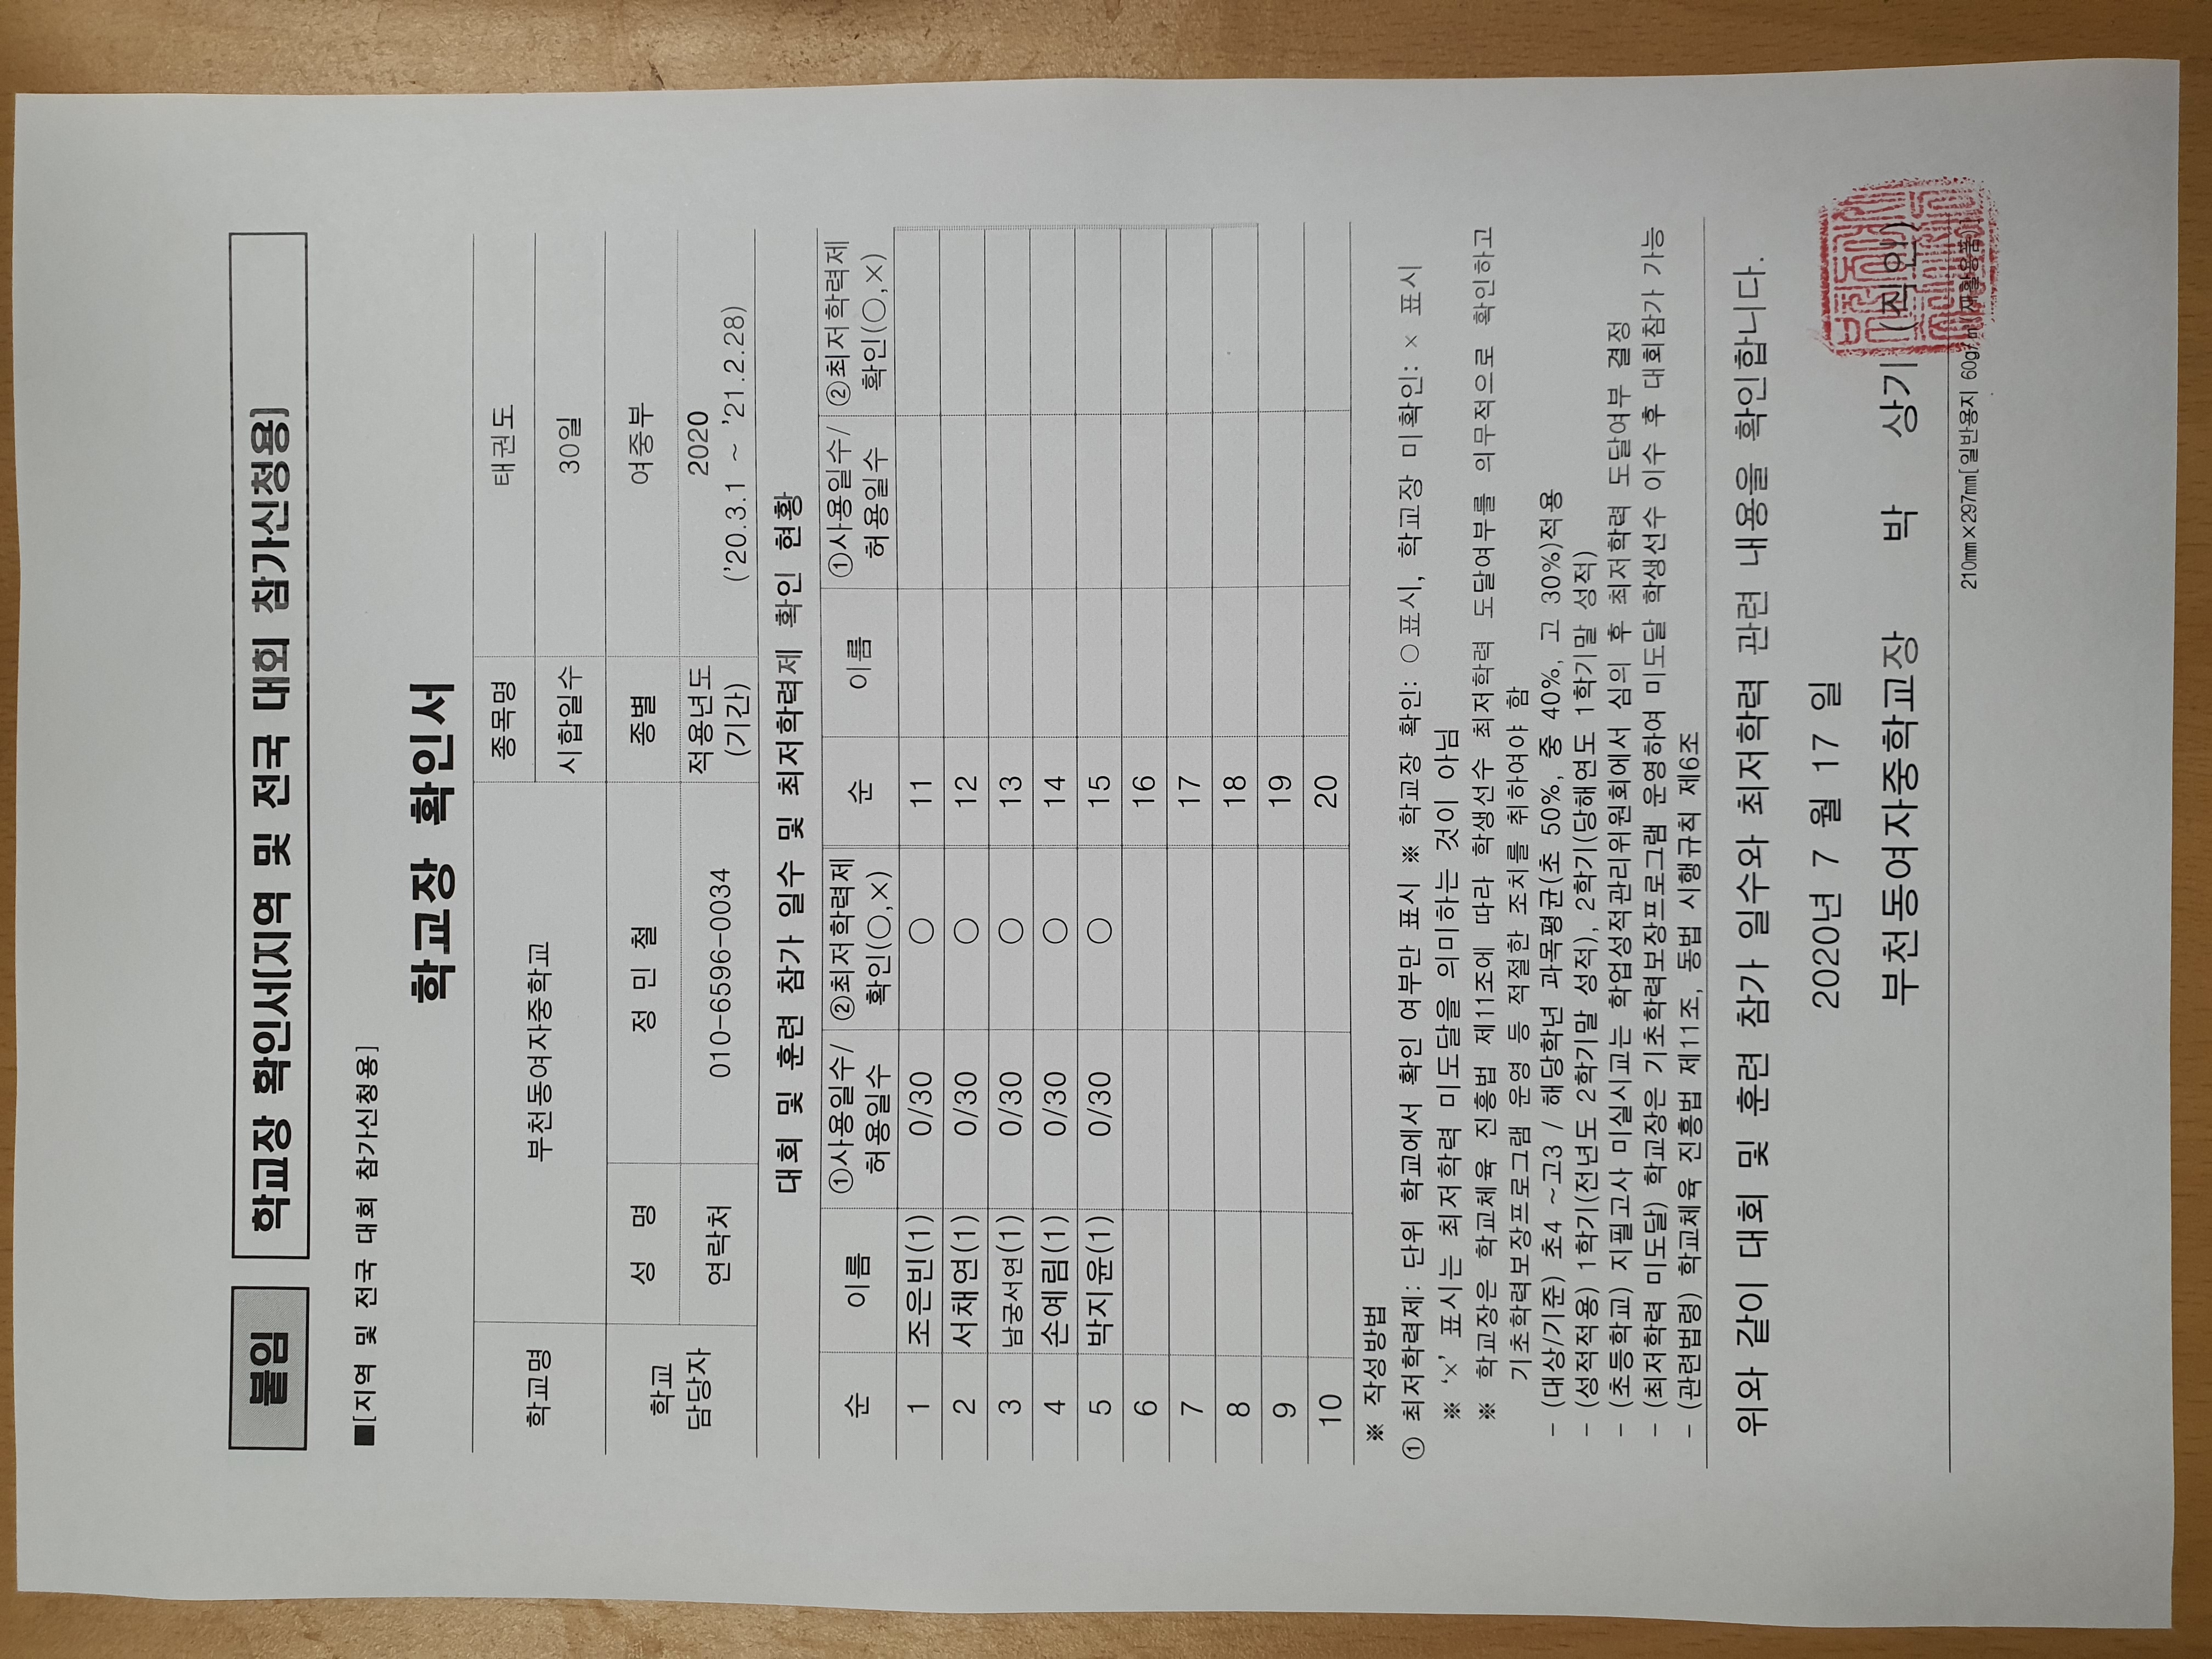 붙임
학교장 확인서[지역 및 전국 대회 참가신청용]
■[지역 및 전국 대회 참가신청용]
학교장 확인서
학교명 부천동여자중학교 종목명 태권도
시합일수 30일
학교 담당자 성 명 정 민 철 종별 여중부
연락처 010-6596-0034 적용년도 (기간) 2020 ('20.3.1 ~ '21.2.28)
대회 및 훈련 참가 일수 및 최저학력제 확인 현황
순 이름 ①사용일수/허용일수 ②최저학력제 확인(○,×) 순 이름 ①사용일수/허용일수 ②최저학력제 확인(○,×)
1 조은빈(1) 0/30 ○ 11
2 서채연(1) 0/30 ○ 12
3 남궁서연(1) 0/30 ○ 13
4 손예림(1) 0/30 ○ 14
5 박지윤(1) 0/30 ○ 15
6 16
7 17
8 18
9 19
10 20
※ 작성방법
① 최저학력제: 단위 학교에서 확인 여부만 표시 ※ 학교장 확인: ○표시, 학교장 미확인: × 표시
※ '×' 표시는 최저학력 미도달을 의미하는 것이 아님
※ 학교장은 학교체육 진흥법 제11조에 따라 학생선수 최저학력 도달여부를 의무적으로 확인하고
기초학력보장프로그램 운영 등 적절한 조치를 취하여야 함
- (대상/기준) 초4 ~고3 / 해당학년 과목평균(초 50%, 중 40%, 고 30%)적용
- (성적적용) 1학기(전년도 2학기말 성적), 2학기(당해연도 1학기말 성적)
- (초등학교) 지필고사 미실시교는 학업성적관리위원회에서 심의 후 최저학력 도달여부 결정
- (최저학력 미도달) 학교장은 기초학력보장프로그램 운영하여 미도달 학생선수 이수 후 대회참가 가능
- (관련법령) 학교체육 진흥법 제11조, 동법 시행규칙 제6조
위와 같이 대회 및 훈련 참가 일수와 최저학력 관련 내용을 확인합니다.
2020년 7 월 17 일
부천동여자중학교장 박 상기 (직인)
210㎜×297㎜[일반용지 60g/㎡(재활용품)]